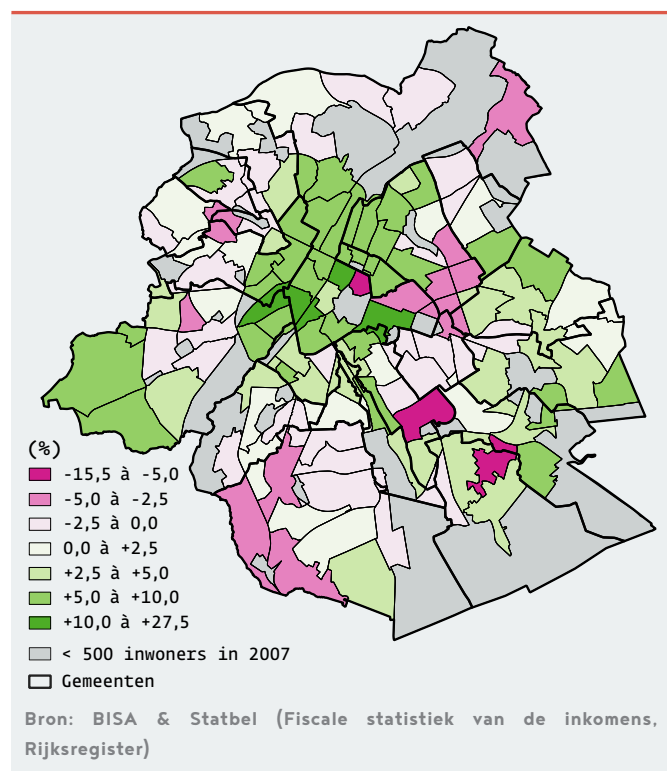 (%)
-15,5 à -5,0
-5,0 à -2,5
-2,5 à 0,0
0,0 à +2,5
+2,5 à +5,0
+5,0 à +10,0
+10,0 à +27,5
< 500 inwoners in 2007
Gemeenten
Bron: BISA & Statbel (Fiscale statistiek van de inkomens,
Rijksregister)